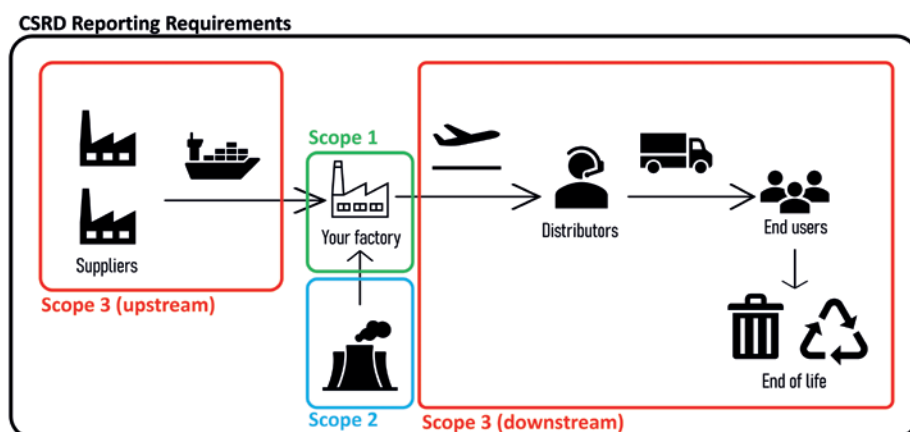 CSRD Reporting Requirements
Scope 1
Your factory
Distributors
End users
Suppliers
Scope 3 (upstream)
End of life
Scope 2
Scope 3 (downstream)